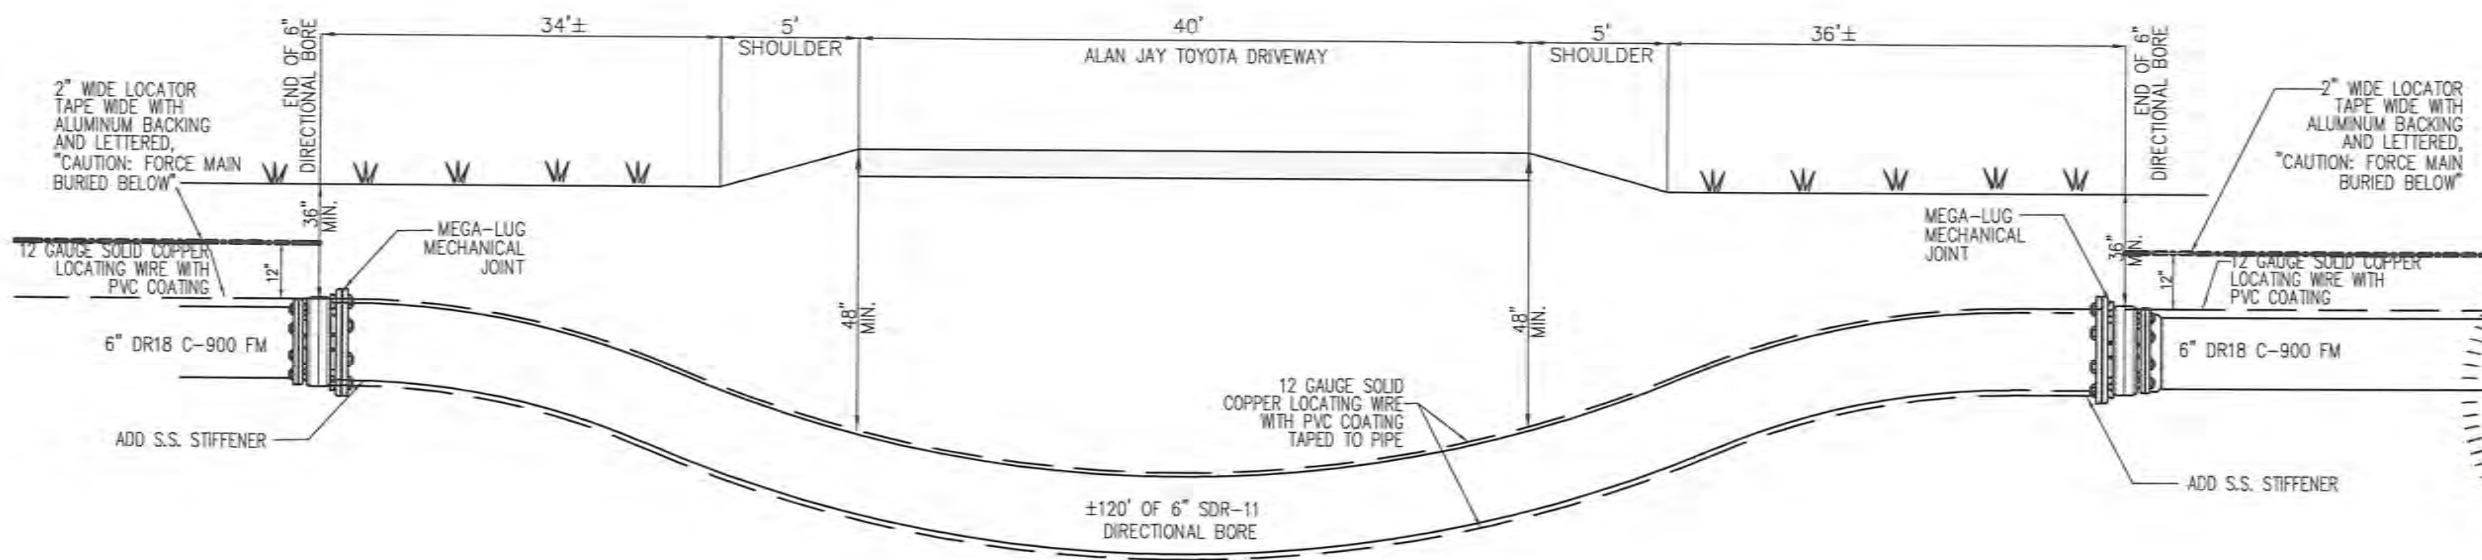 34'±
5'
SHOULDER
40'
ALAN JAY TOYOTA DRIVEWAY
5'
SHOULDER
36'±
END OF 6"
DIRECTIONAL BORE
END OF 6"
DIRECTIONAL BORE
2" WIDE LOCATOR
TAPE WIDE WITH
ALUMINUM BACKING
AND LETTERED,
"CAUTION: FORCE MAIN
BURIED BELOW"
2" WIDE LOCATOR
TAPE WIDE WITH
ALUMINUM BACKING
AND LETTERED,
"CAUTION: FORCE MAIN
BURIED BELOW"
36"
MIN.
MEGA-LUG
MECHANICAL
JOINT
MEGA-LUG
MECHANICAL
JOINT
36"
MIN.
12 GAUGE SOLID COPPER
LOCATING WIRE WITH
PVC COATING
12"
12"
12 GAUGE SOLID COPPER
LOCATING WIRE WITH
PVC COATING
48"
MIN.
48"
MIN.
6" DR18 C-900 FM
6" DR18 C-900 FM
12 GAUGE SOLID
COPPER LOCATING WIRE
WITH PVC COATING
TAPED TO PIPE
ADD S.S. STIFFENER
ADD S.S. STIFFENER
±120' OF 6" SDR-11
DIRECTIONAL BORE